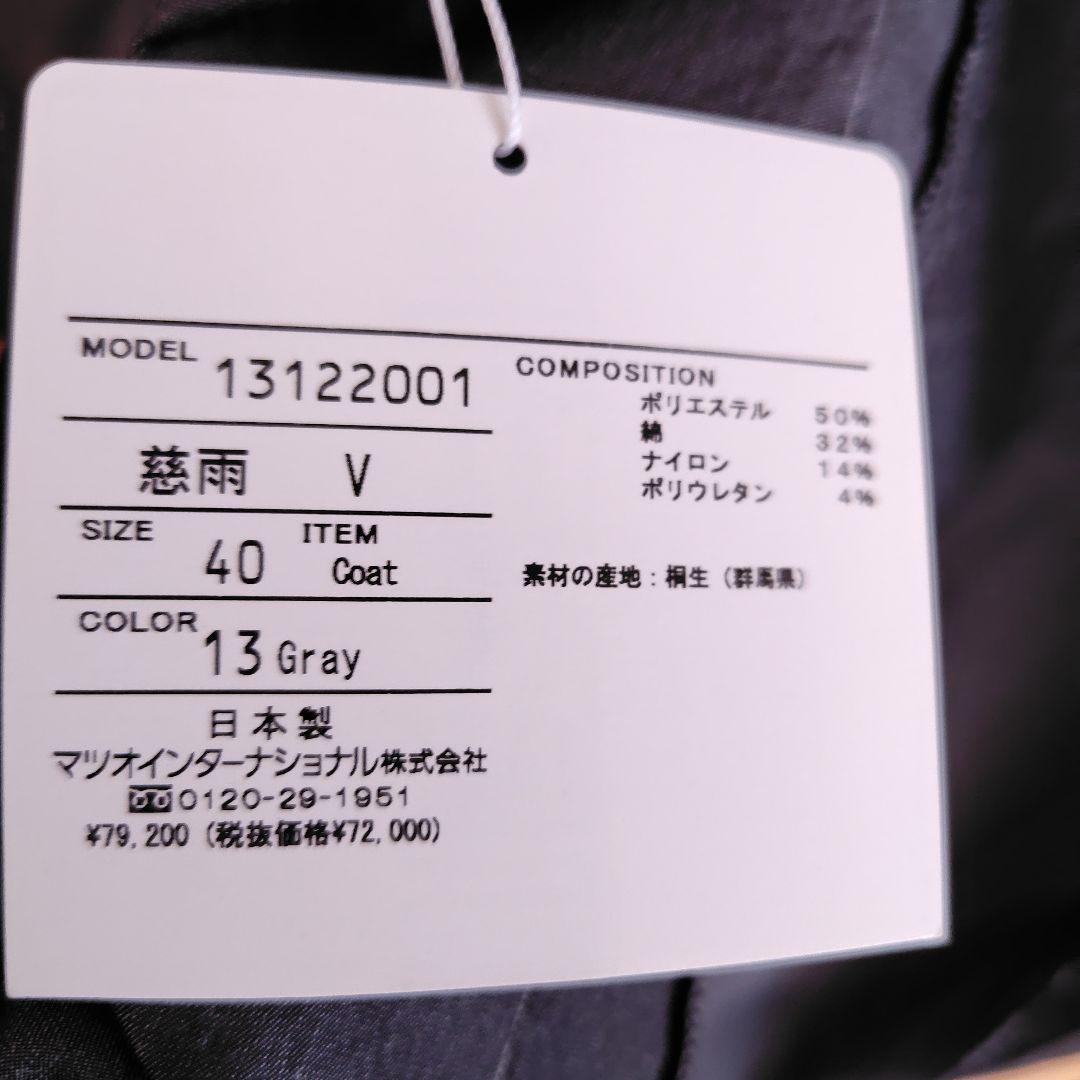 MODEL 13122001
慈雨 V
SIZE 40 ITEM Coat
COLOR 13 Gray
日本製
マツオインターナショナル株式会社
0120-29-1951
¥79,200 (税抜価格¥72,000)
COMPOSITION
ポリエステル 50%
綿 32%
ナイロン 14%
ポリウレタン 4%
素材の産地：桐生（群馬県）